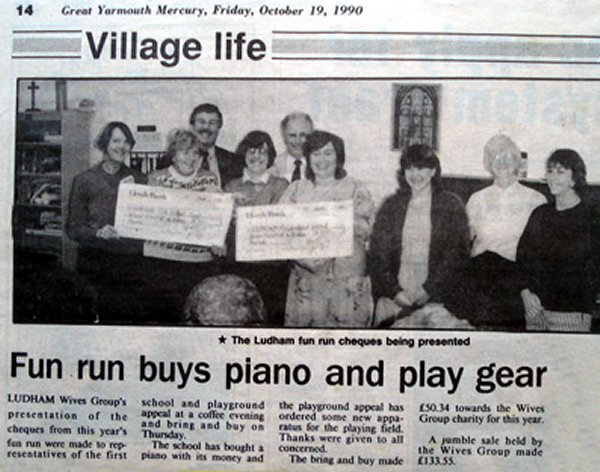 14 Great Yarmouth Mercury, Friday, October 19, 1990
Village life
Lloyds Bank
Lloyds Bank
★ The Ludham fun run cheques being presented
Fun run buys piano and play gear
LUDHAM Wives Group's
presentation of the
cheques from this year's
fun run were made to rep-
resentatives of the first
school and playground
appeal at a coffee evening
and bring and buy on
Thursday.
The school has bought a
piano with its money and
the playground appeal has
ordered some new appa-
ratus for the playing field.
Thanks were given to all
concerned.
The bring and buy made
£50.34 towards the Wives
Group charity for this year.
A jumble sale held by
the Wives Group made
£133.55.